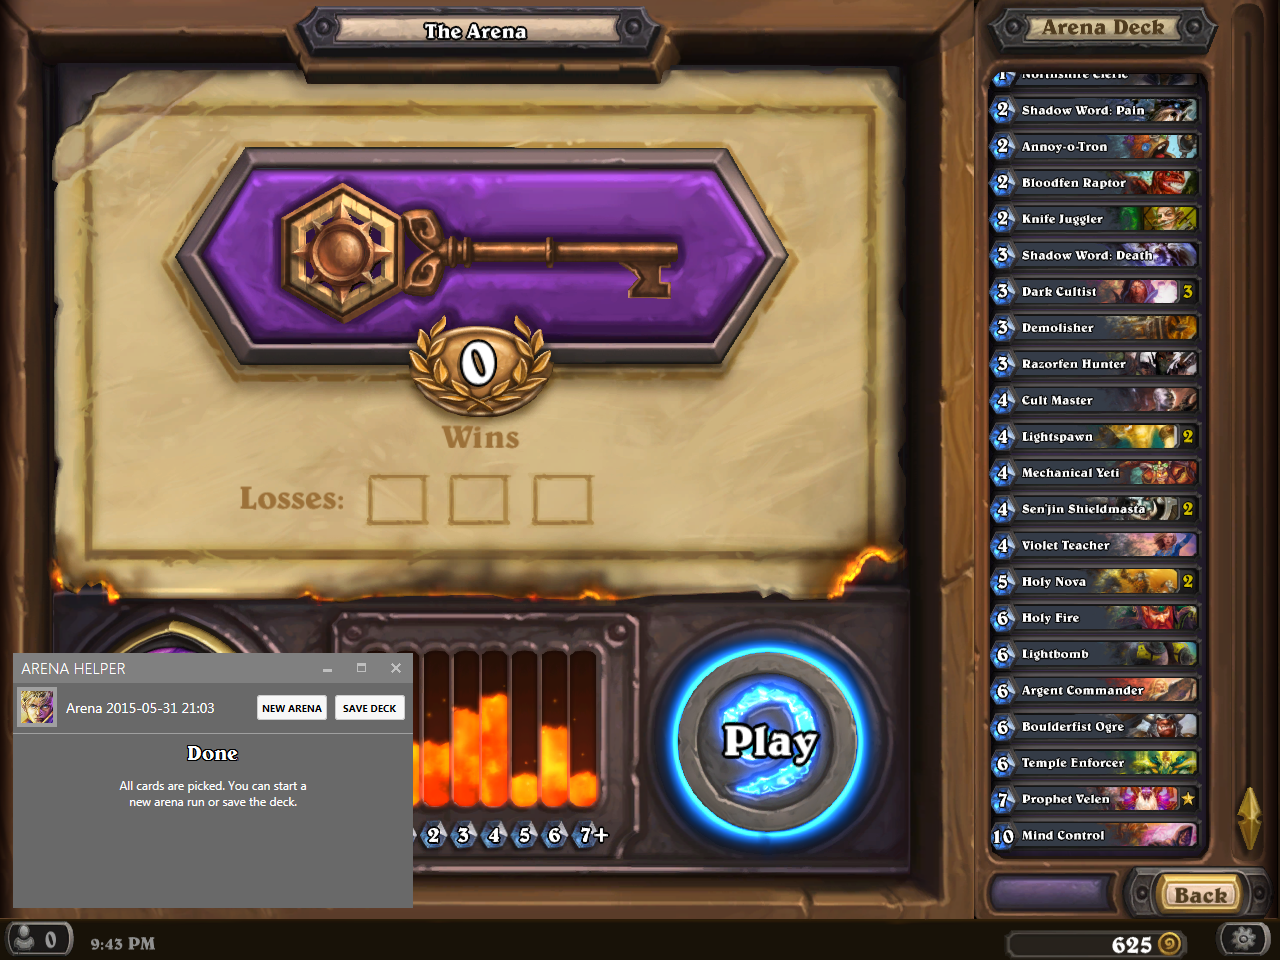 The Arena
0
Wins
Losses:
Play
2 3 4 5 6 7+
ARENA HELPER
Arena 2015-05-31 21:03
NEW ARENA
SAVE DECK
Done
All cards are picked. You can start a
new arena run or save the deck.
Arena Deck
1 Northshire Cleric
2 Shadow Word: Pain
2 Annoy-o-Tron
2 Bloodfen Raptor
2 Knife Juggler
3 Shadow Word: Death
3 Dark Cultist 3
3 Demolisher
3 Razorfen Hunter
4 Cult Master
4 Lightspawn 2
4 Mechanical Yeti
4 Sen'jin Shieldmasta 2
4 Violet Teacher
5 Holy Nova 2
6 Holy Fire
6 Lightbomb
6 Argent Commander
6 Boulderfist Ogre
6 Temple Enforcer
7 Prophet Velen
10 Mind Control
Back
0
9:43 PM
625